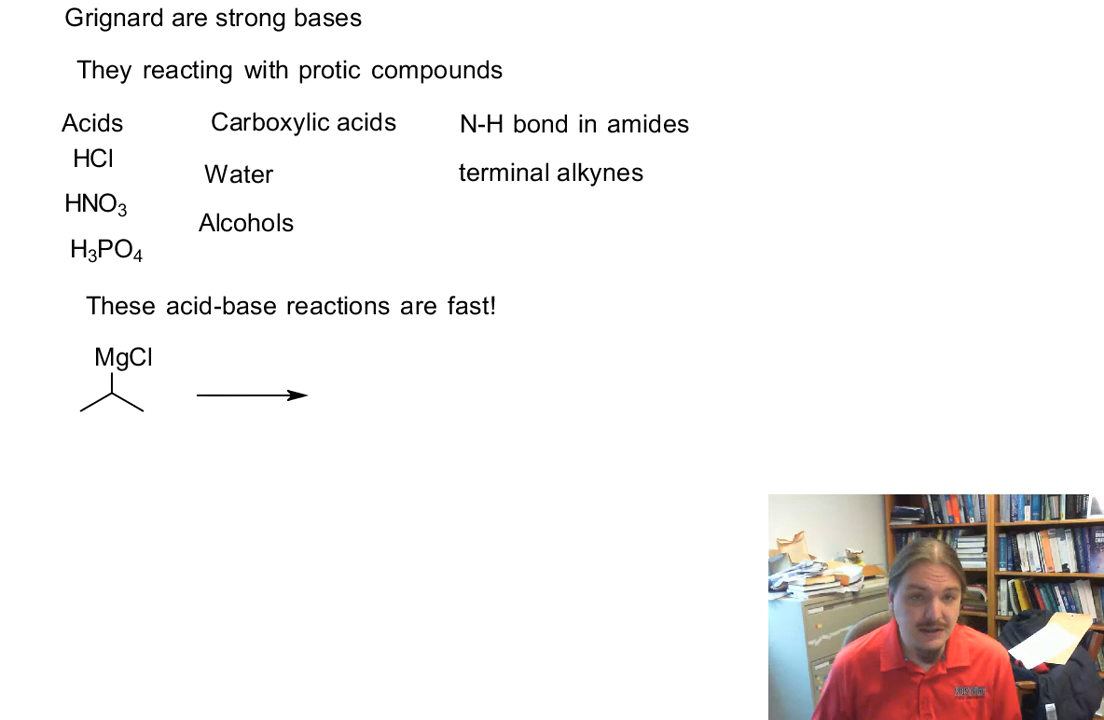 Grignard are strong bases
They reacting with protic compounds
Acids
HCl
HNO3
H3PO4
Carboxylic acids
Water
Alcohols
N-H bond in amides
terminal alkynes
These acid-base reactions are fast!
MgCl